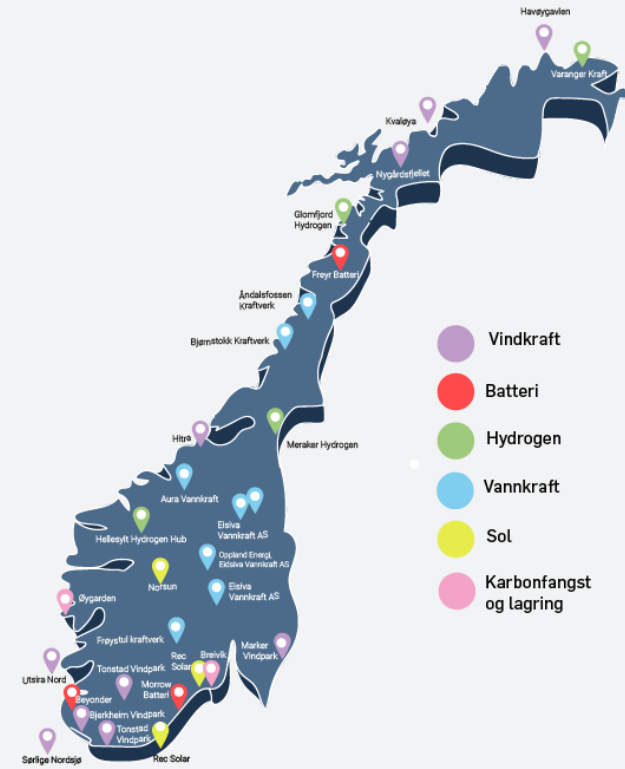 Havøygavlen
Varanger Kraft
Kvaløya
Nygårdsfjellet
Glomfjord
Hydrogen
Freyr Batteri
Åndalsfossen
Kraftverk
Bjørnstokk Kraftverk
Vindkraft
Batteri
Hydrogen
Vannkraft
Sol
Karbonfangst
og lagring
Hitra
Meraker Hydrogen
Aura Vannkraft
Eisiva
Vannkraft AS
Hellesylt Hydrogen Hub
Oppland Energi,
Eidsiva Vannkraft AS
Norsun
Eisiva
Vannkraft AS
Øygarden
Frøystul kraftverk
Marker
Vindpark
Rec
Solar
Breivik
Utsira Nord
Tonstad Vindpark
Morrow
Batteri
Beyonder
Bjerkheim Vindpark
Tonstad
Vindpark
Sørlige Nordsjø
Rec Solar